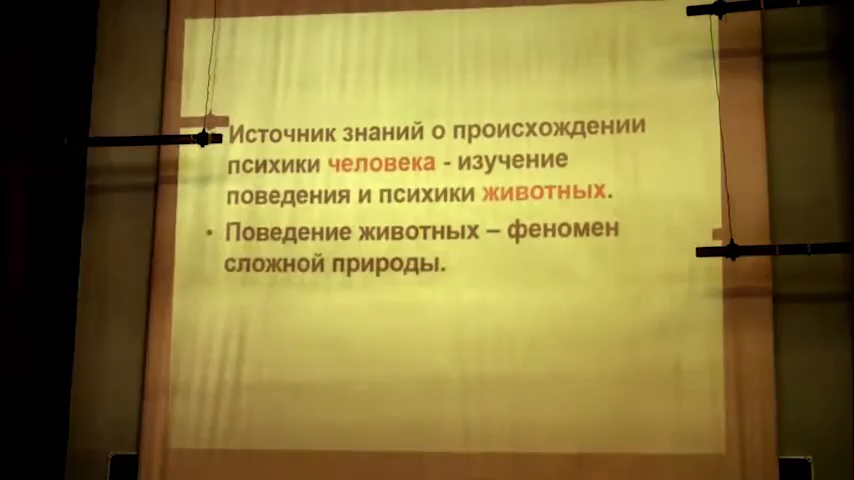 Источник знаний о происхождении
психики человека - изучение
поведения и психики животных.
• Поведение животных – феномен
сложной природы.